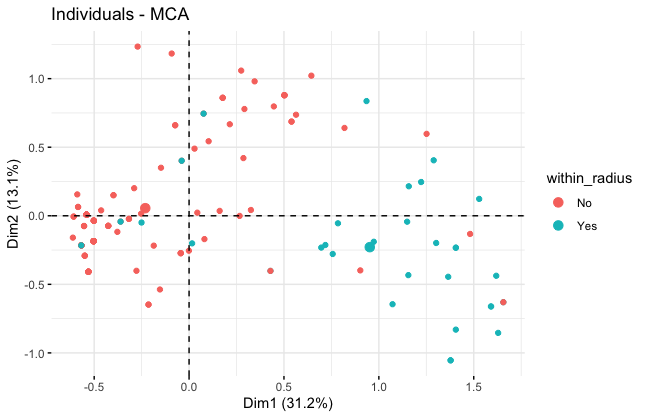 Individuals - MCA
1.0
0.5
0.0
-0.5
-1.0
Dim2 (13.1%)
-0.5
0.0
0.5
1.0
1.5
Dim1 (31.2%)
within_radius
No
Yes